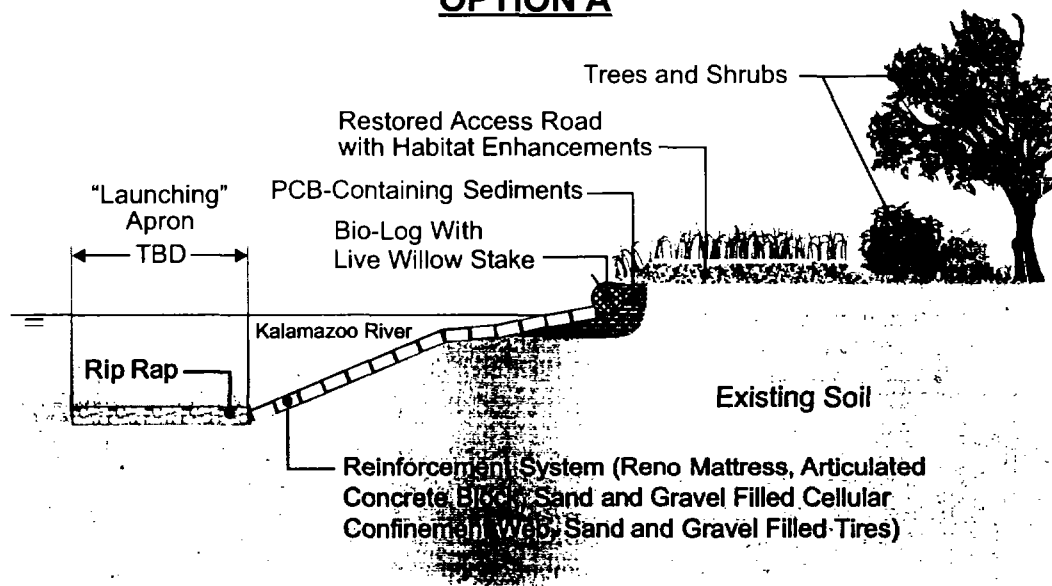 OPTION A
Trees and Shrubs
Restored Access Road
with Habitat Enhancements
"Launching"
Apron
TBD
PCB-Containing Sediments
Bio-Log With
Live Willow Stake
Kalamazoo River
Rip Rap
Existing Soil
Reinforcement System (Reno Mattress, Articulated
Concrete Block, Sand and Gravel Filled Cellular
Confinement Web, Sand and Gravel Filled Tires)